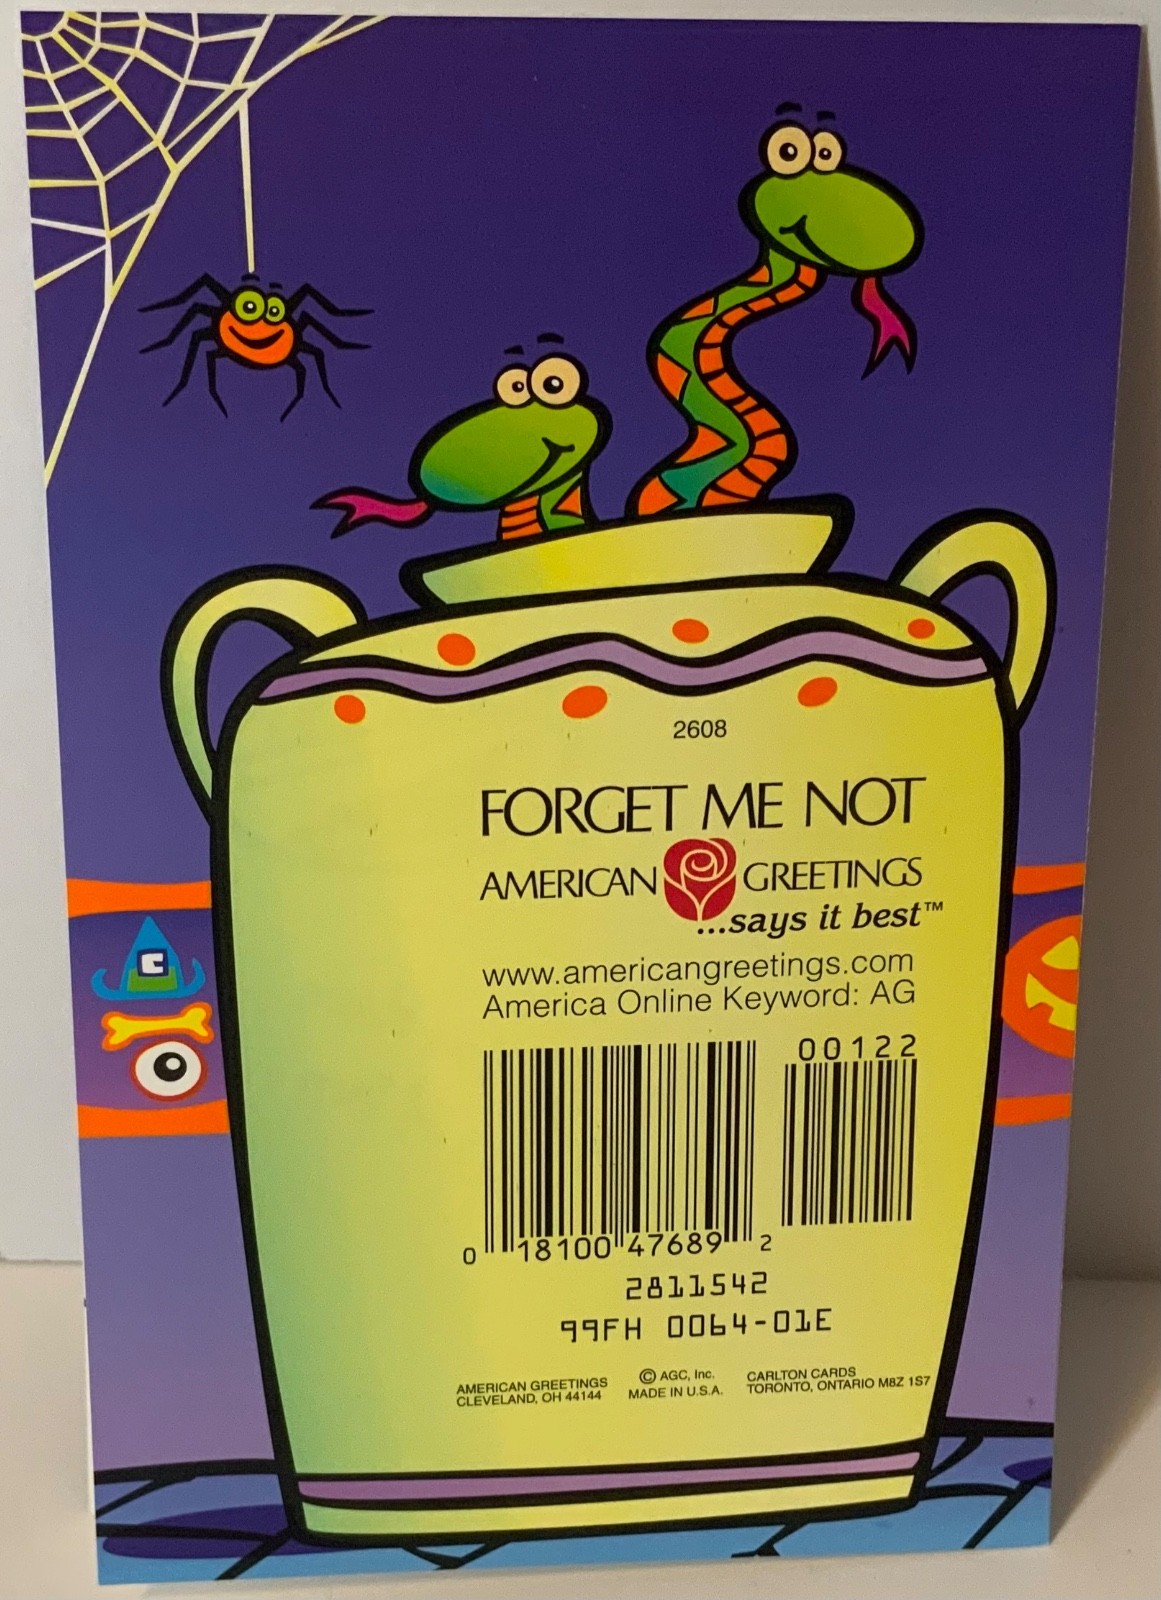 2608
FORGET ME NOT
AMERICAN GREETINGS
...says it best™
www.americangreetings.com
America Online Keyword: AG
00122
0 18100 47689 2
2811542
99FH 0064-01E
AMERICAN GREETINGS
CLEVELAND, OH 44144
© AGC, Inc.
MADE IN U.S.A.
CARLTON CARDS
TORONTO, ONTARIO M8Z 1S7